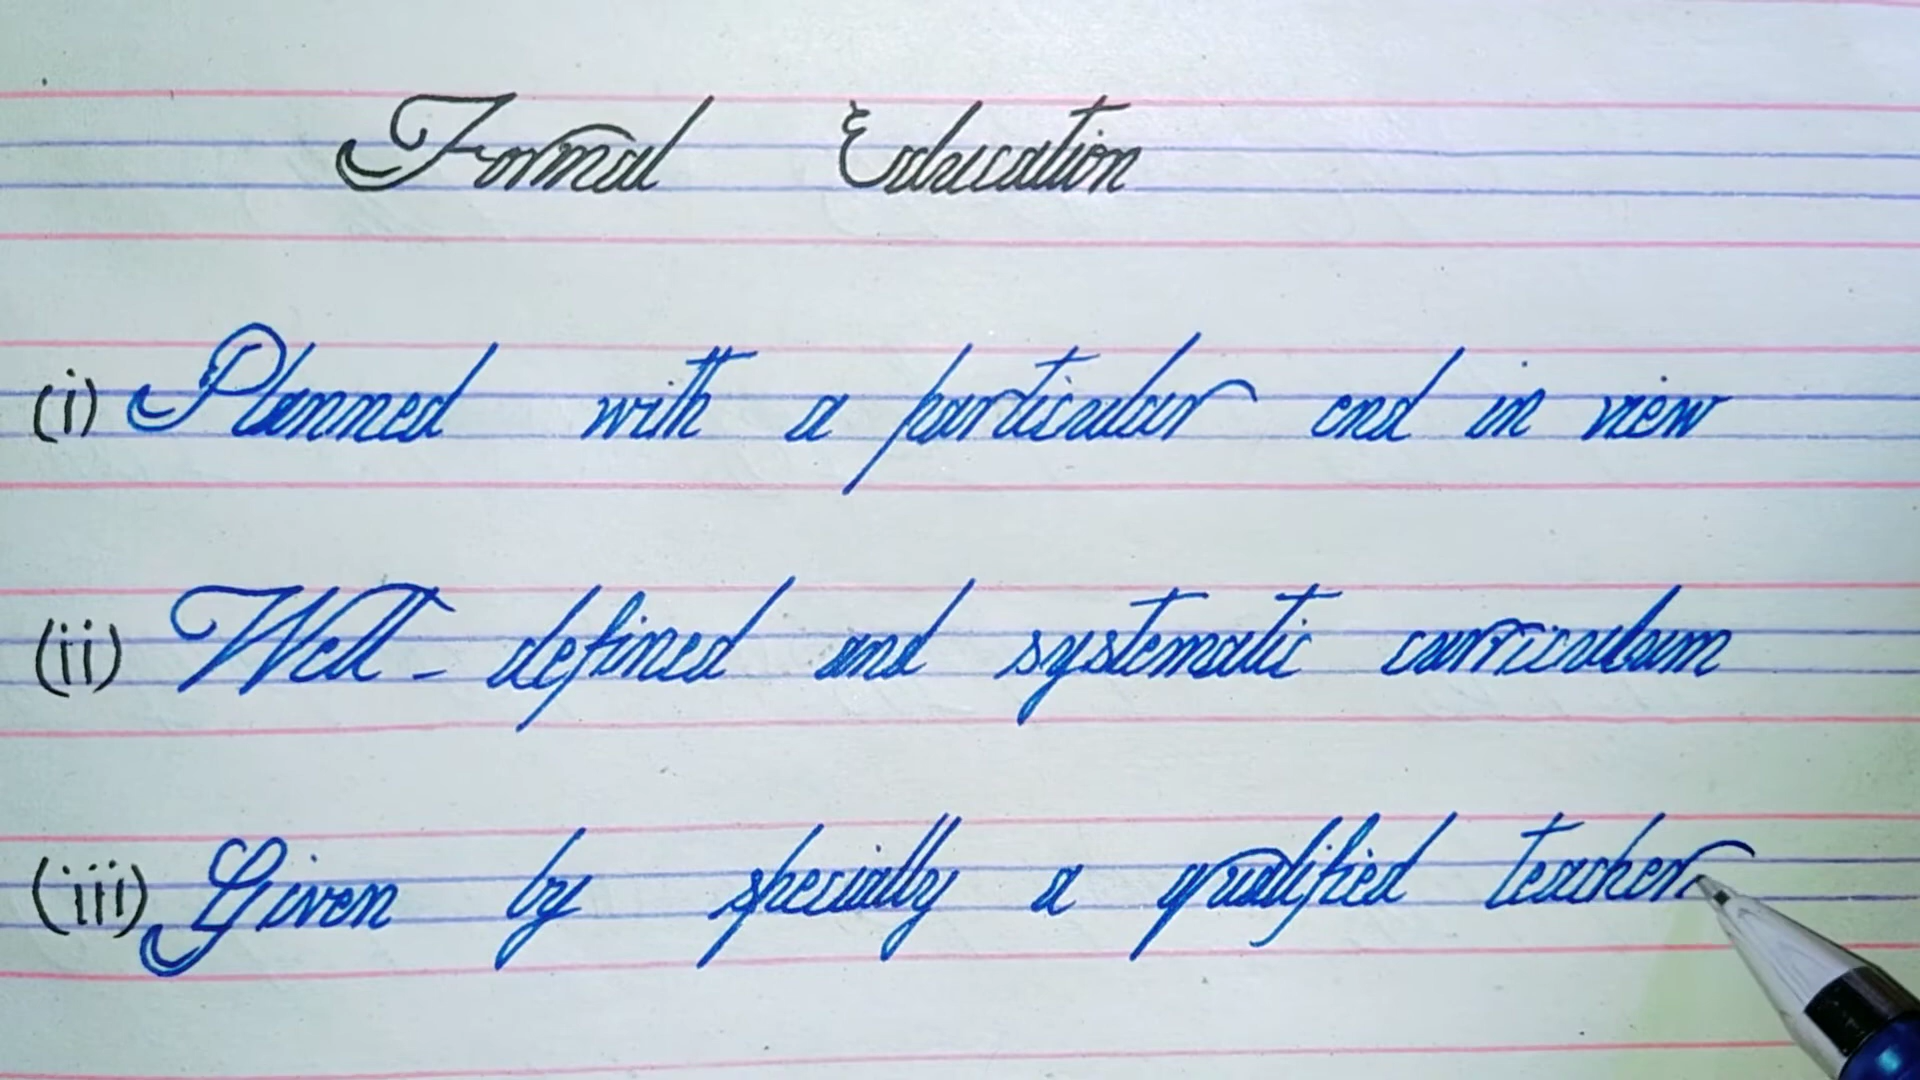 Formal Education
(i) Planned with a particular end in view
(ii) Well-defined and systematic curriculum
(iii) Given by specially a qualified teacher